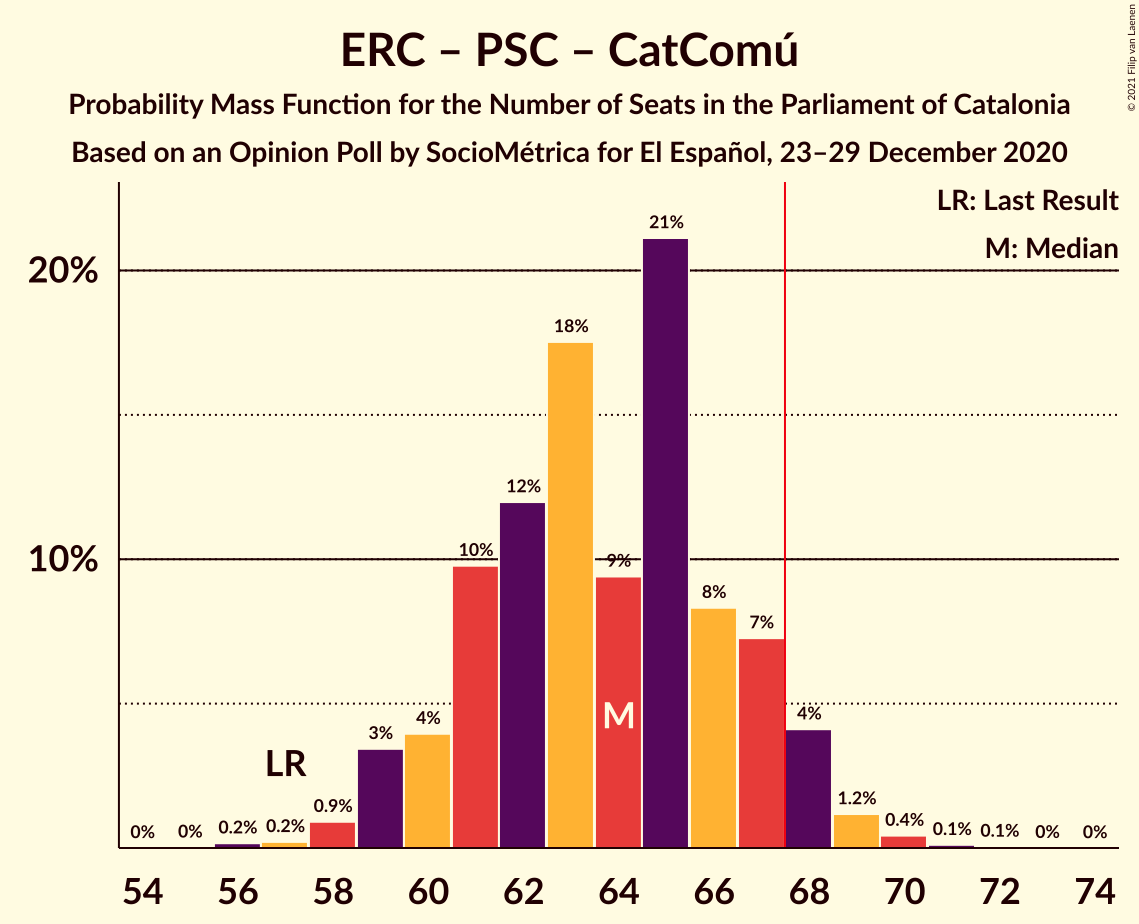 ERC – PSC – CatComú
Probability Mass Function for the Number of Seats in the Parliament of Catalonia
Based on an Opinion Poll by SocioMétrica for El Español, 23–29 December 2020
© 2021 Filip van Laenen
LR: Last Result
M: Median
20%
10%
0%
0%
0.2%
0.2%
0.9%
3%
4%
10%
12%
18%
9%
21%
8%
7%
4%
1.2%
0.4%
0.1%
0.1%
0%
0%
LR
M
54 56 58 60 62 64 66 68 70 72 74